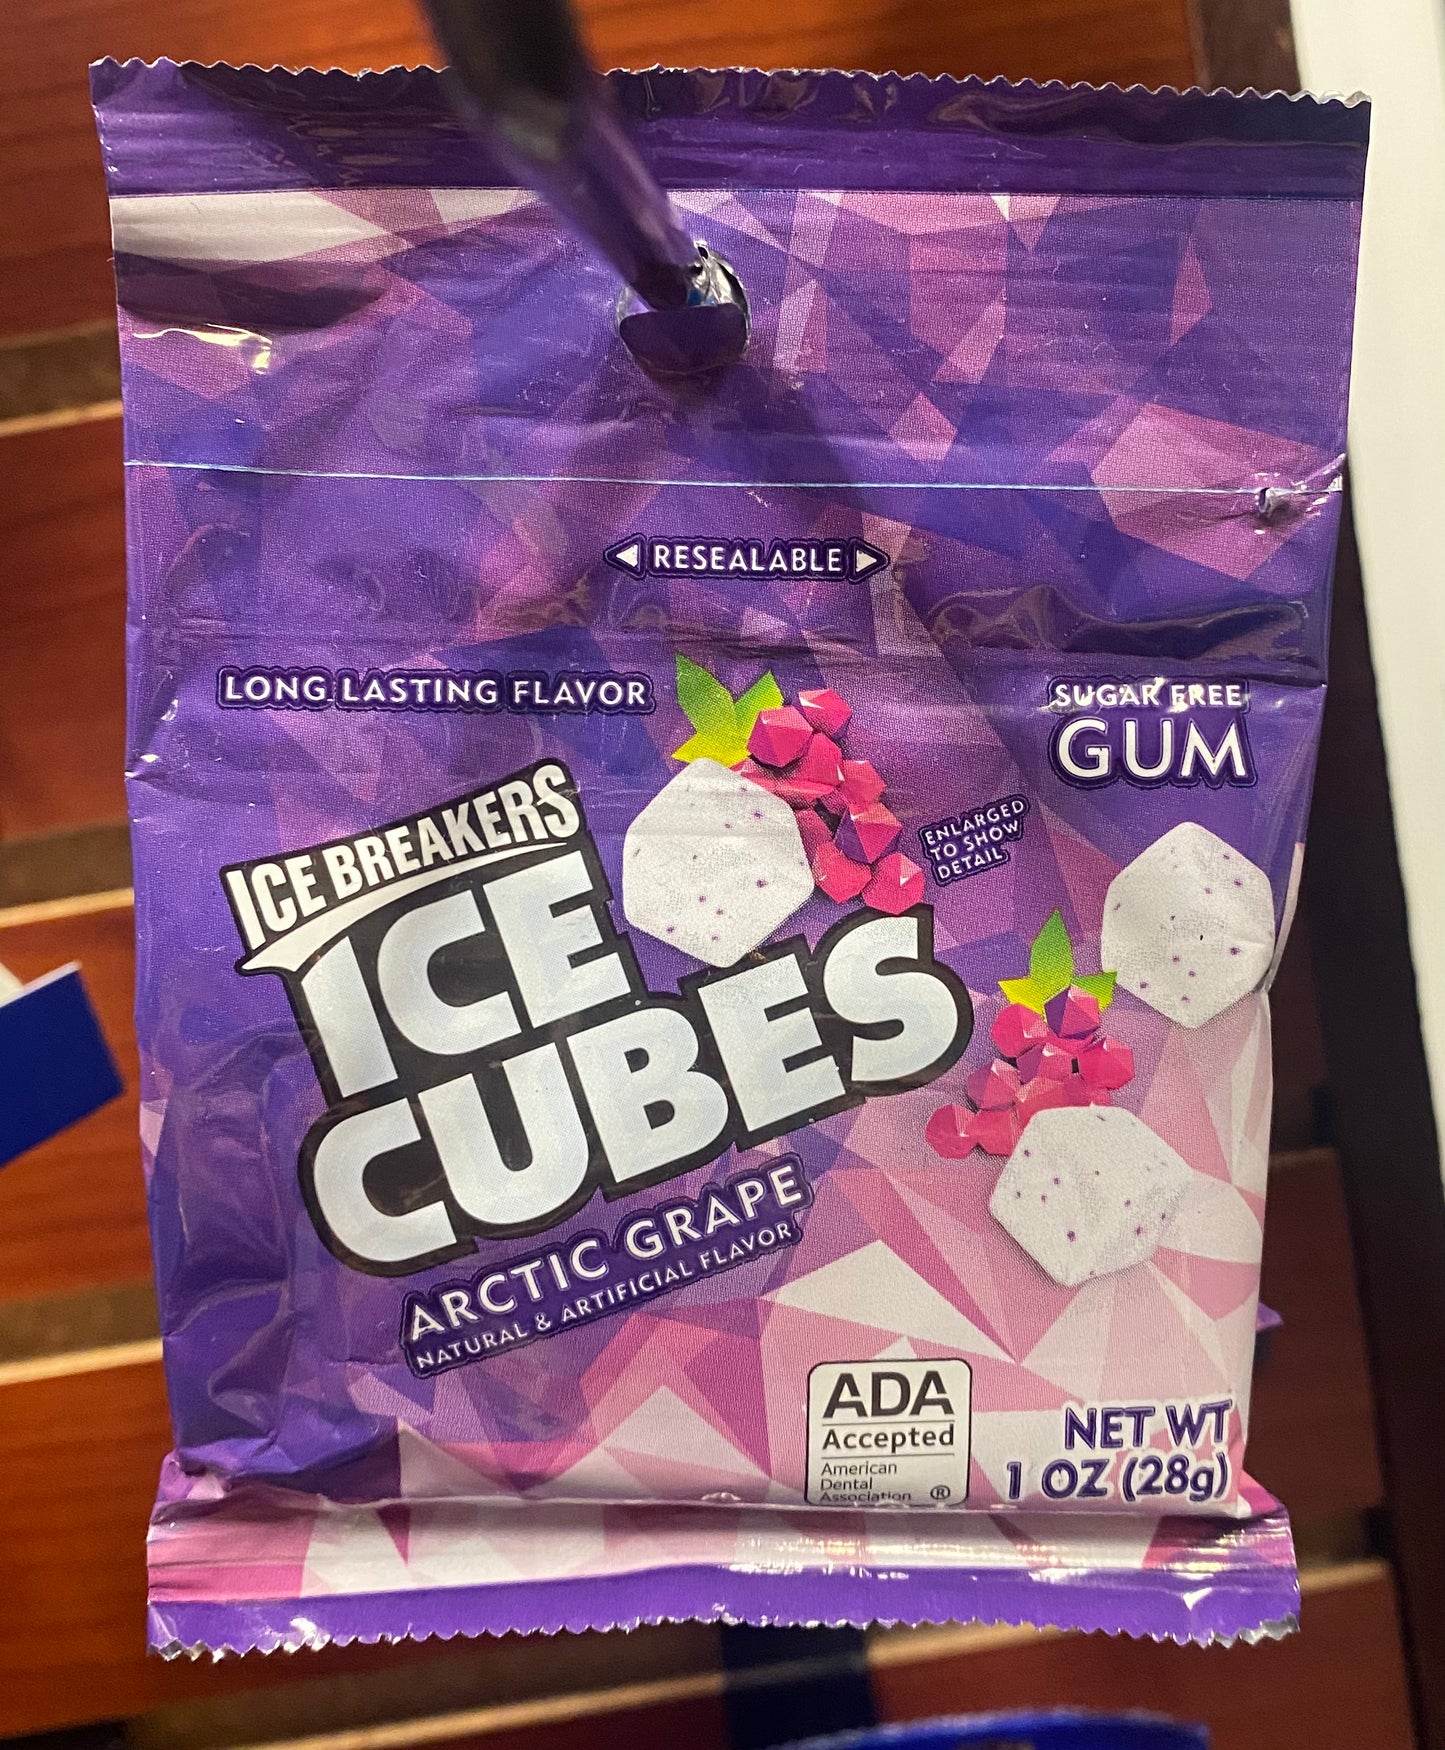 ◁ RESEALABLE ▷
LONG LASTING FLAVOR
SUGAR FREE
GUM
ICE BREAKERS
ICE
CUBES
ENLARGED
TO SHOW
DETAIL
ARCTIC GRAPE
NATURAL & ARTIFICIAL FLAVOR
ADA
Accepted
American
Dental
Association ®
NET WT
1 OZ (28g)